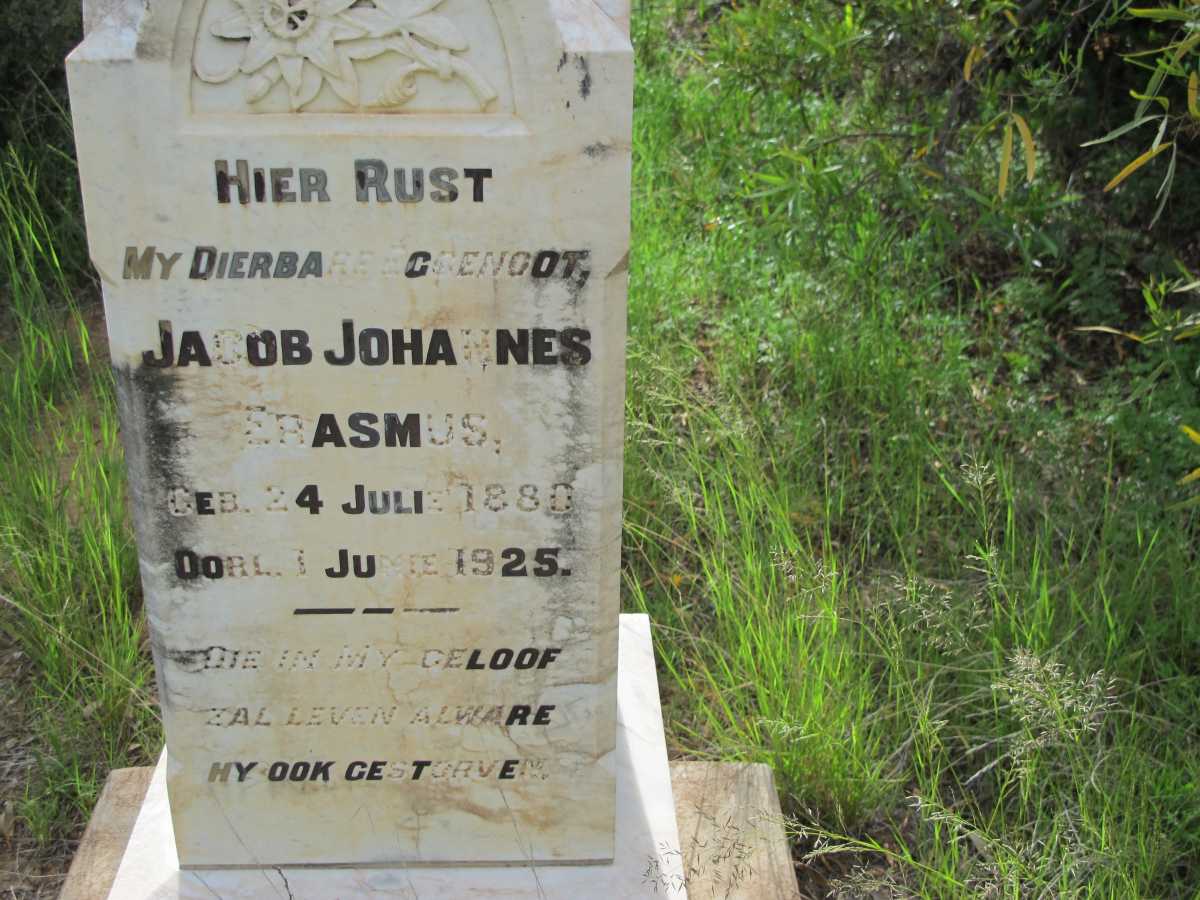 HIER RUST
MY DIERBARE EGGENOOT,
JACOB JOHANNES
ERASMUS,
GEB. 24 JULIE 1880
OORL. 1 JUNIE 1925.
DIE IN MY GELOOF
ZAL LEVEN ALWARE
HY OOK GESTORVEN.